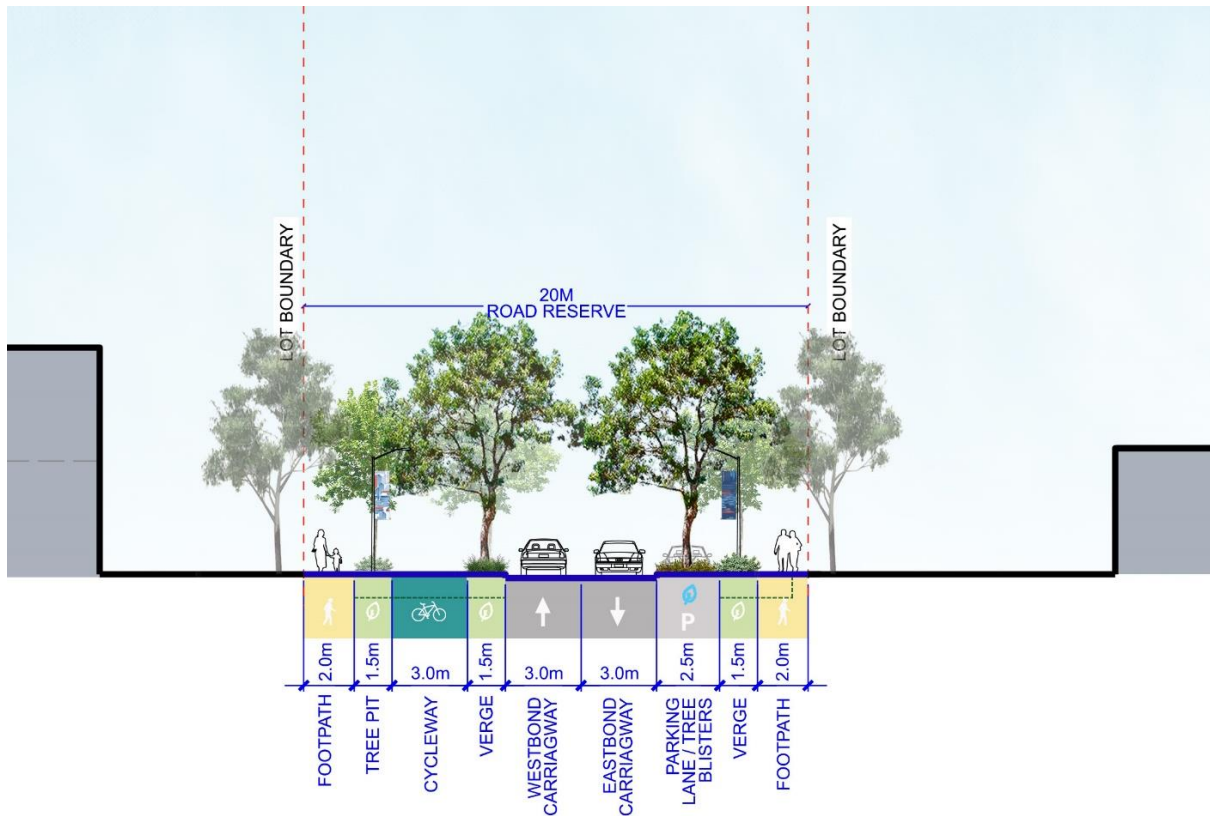 LOT BOUNDARY
LOT BOUNDARY
20M
ROAD RESERVE
P
2.0m
1.5m
3.0m
1.5m
3.0m
3.0m
2.5m
1.5m
2.0m
FOOTPATH
TREE PIT
CYCLEWAY
VERGE
WESTBOND
CARRIAGWAY
EASTBOND
CARRIAGWAY
PARKING
LANE / TREE
BLISTERS
VERGE
FOOTPATH